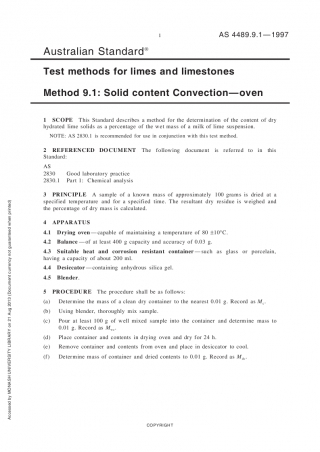 1
AS 4489.9.1—1997
Australian Standard®
Test methods for limes and limestones
Method 9.1: Solid content Convection—oven
1 SCOPE This Standard describes a method for the determination of the content of dry
hydrated lime solids as a percentage of the wet mass of a milk of lime suspension.
NOTE: AS 2830.1 is recommended for use in conjunction with this test method.
2 REFERENCED DOCUMENT The following document is referred to in this
Standard:
AS
2830 Good laboratory practice
2830.1 Part 1: Chemical analysis
3 PRINCIPLE A sample of a known mass of approximately 100 grams is dried at a
specified temperature and for a specified time. The resultant dry residue is weighed and
the percentage of dry mass is calculated.
4 APPARATUS
4.1 Drying oven—capable of maintaining a temperature of 80 ±10°C.
4.2 Balance—of at least 400 g capacity and accuracy of 0.03 g.
4.3 Suitable heat and corrosion resistant container—such as glass or porcelain,
having a capacity of about 200 ml.
4.4 Desiccator—containing anhydrous silica gel.
4.5 Blender.
5 PROCEDURE The procedure shall be as follows:
(a) Determine the mass of a clean dry container to the nearest 0.01 g. Record as Mc.
(b) Using blender, thoroughly mix sample.
(c) Pour at least 100 g of well mixed sample into the container and determine mass to
0.01 g. Record as
(d) Place container and contents in drying oven and dry for 24 h.
(e) Remove container and contents from oven and place in desiccator to cool.
(f) Determine mass of container and dried contents to 0.01 g. Record as
COPYRIGHT
Accessed by MONASH UNIVERSITY LIBRARY on 21 Aug 2013 (Document currency not guaranteed when printed)